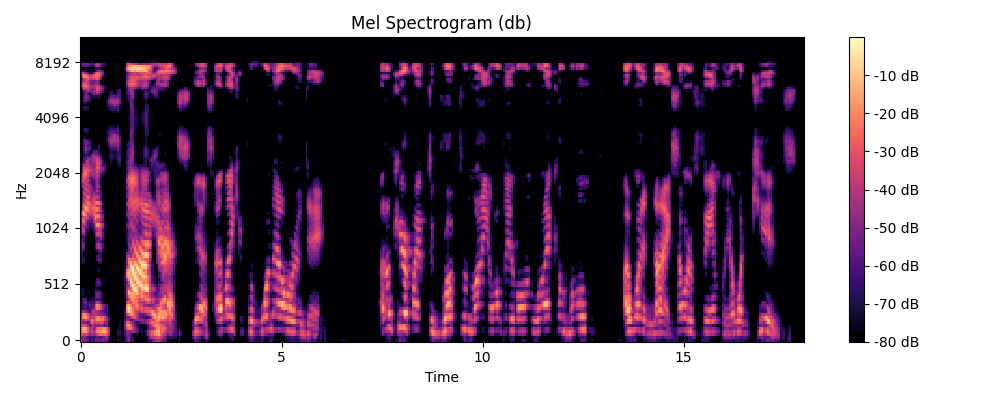 Mel Spectrogram (db)
8192
4096
2048
1024
512
0
Hz
0 5 10 15
Time
-10 dB
-20 dB
-30 dB
-40 dB
-50 dB
-60 dB
-70 dB
-80 dB